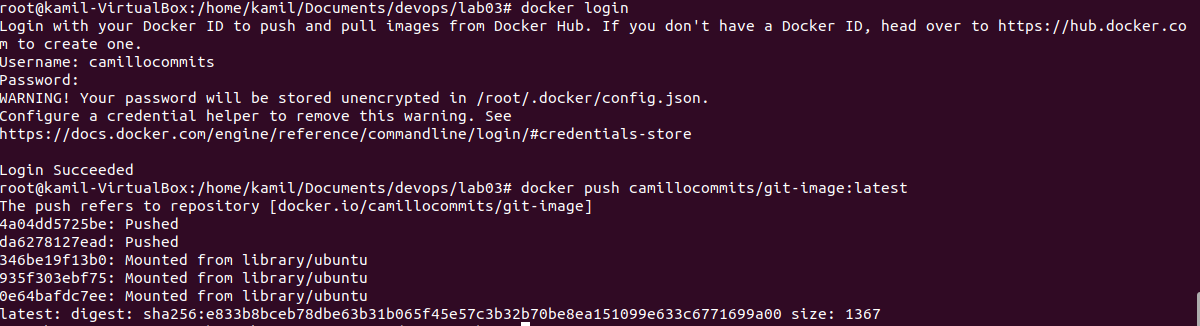 root@kamil-VirtualBox:/home/kamil/Documents/devops/lab03# docker login
Login with your Docker ID to push and pull images from Docker Hub. If you don't have a Docker ID, head over to https://hub.docker.co
m to create one.
Username: camillocommits
Password:
WARNING! Your password will be stored unencrypted in /root/.docker/config.json.
Configure a credential helper to remove this warning. See
https://docs.docker.com/engine/reference/commandline/login/#credentials-store

Login Succeeded
root@kamil-VirtualBox:/home/kamil/Documents/devops/lab03# docker push camillocommits/git-image:latest
The push refers to repository [docker.io/camillocommits/git-image]
4a04dd5725be: Pushed
da6278127ead: Pushed
346be19f13b0: Mounted from library/ubuntu
935f303ebf75: Mounted from library/ubuntu
0e64bafdc7ee: Mounted from library/ubuntu
latest: digest: sha256:e833b8bceb78dbe63b31b065f45e57c3b32b70be8ea151099e633c6771699a00 size: 1367